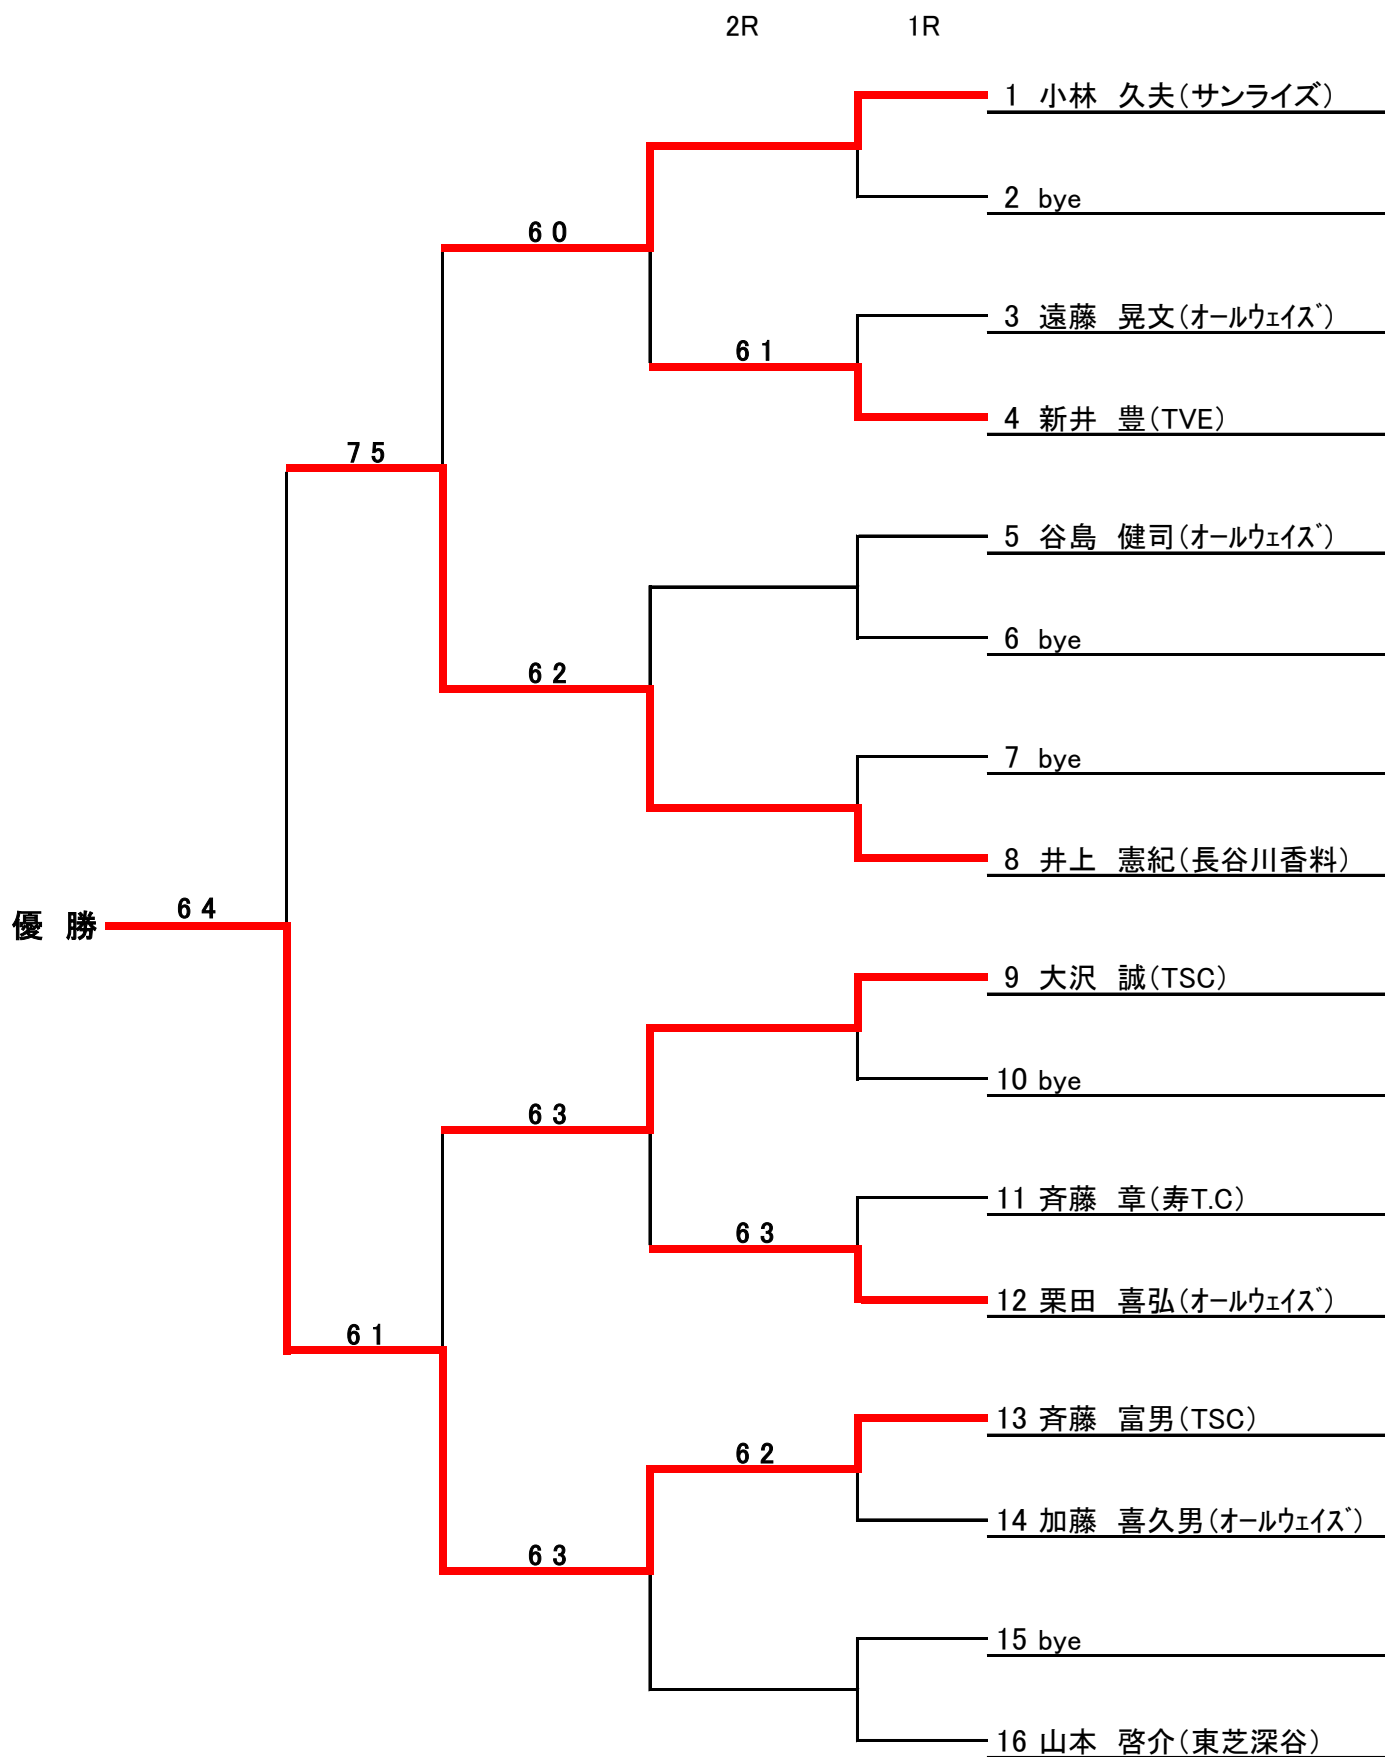 2R 1R
1 小林 久夫(サンライズ)
2 bye
6 0
3 遠藤 晃文(オールウェイズ)
6 1
4 新井 豊(TVE)
7 5
5 谷島 健司(オールウェイズ)
6 bye
6 2
7 bye
8 井上 憲紀(長谷川香料)
6 4
優 勝
9 大沢 誠(TSC)
10 bye
6 3
11 斉藤 章(寿T.C)
6 3
12 栗田 喜弘(オールウェイズ)
6 1
13 斉藤 富男(TSC)
6 2
14 加藤 喜久男(オールウェイズ)
6 3
15 bye
16 山本 啓介(東芝深谷)